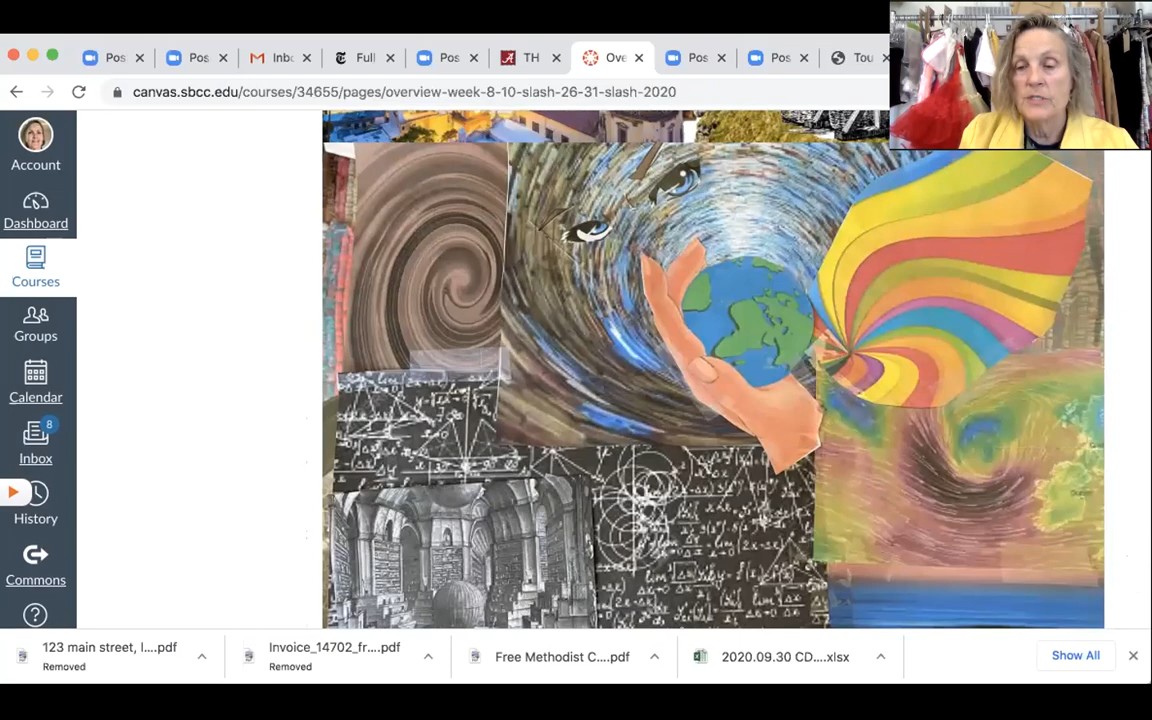 Pos
Pos
Inbo
Full
Pos
TH
Ove
Pos
Pos
Tou
canvas.sbcc.edu/courses/34655/pages/overview-week-8-10-slash-26-31-slash-2020
Account
Dashboard
Courses
Groups
Calendar
8
Inbox
History
Commons
123 main street, I....pdf
Removed
Invoice_14702_fr....pdf
Removed
Free Methodist C....pdf
2020.09.30 CD....xlsx
Show All